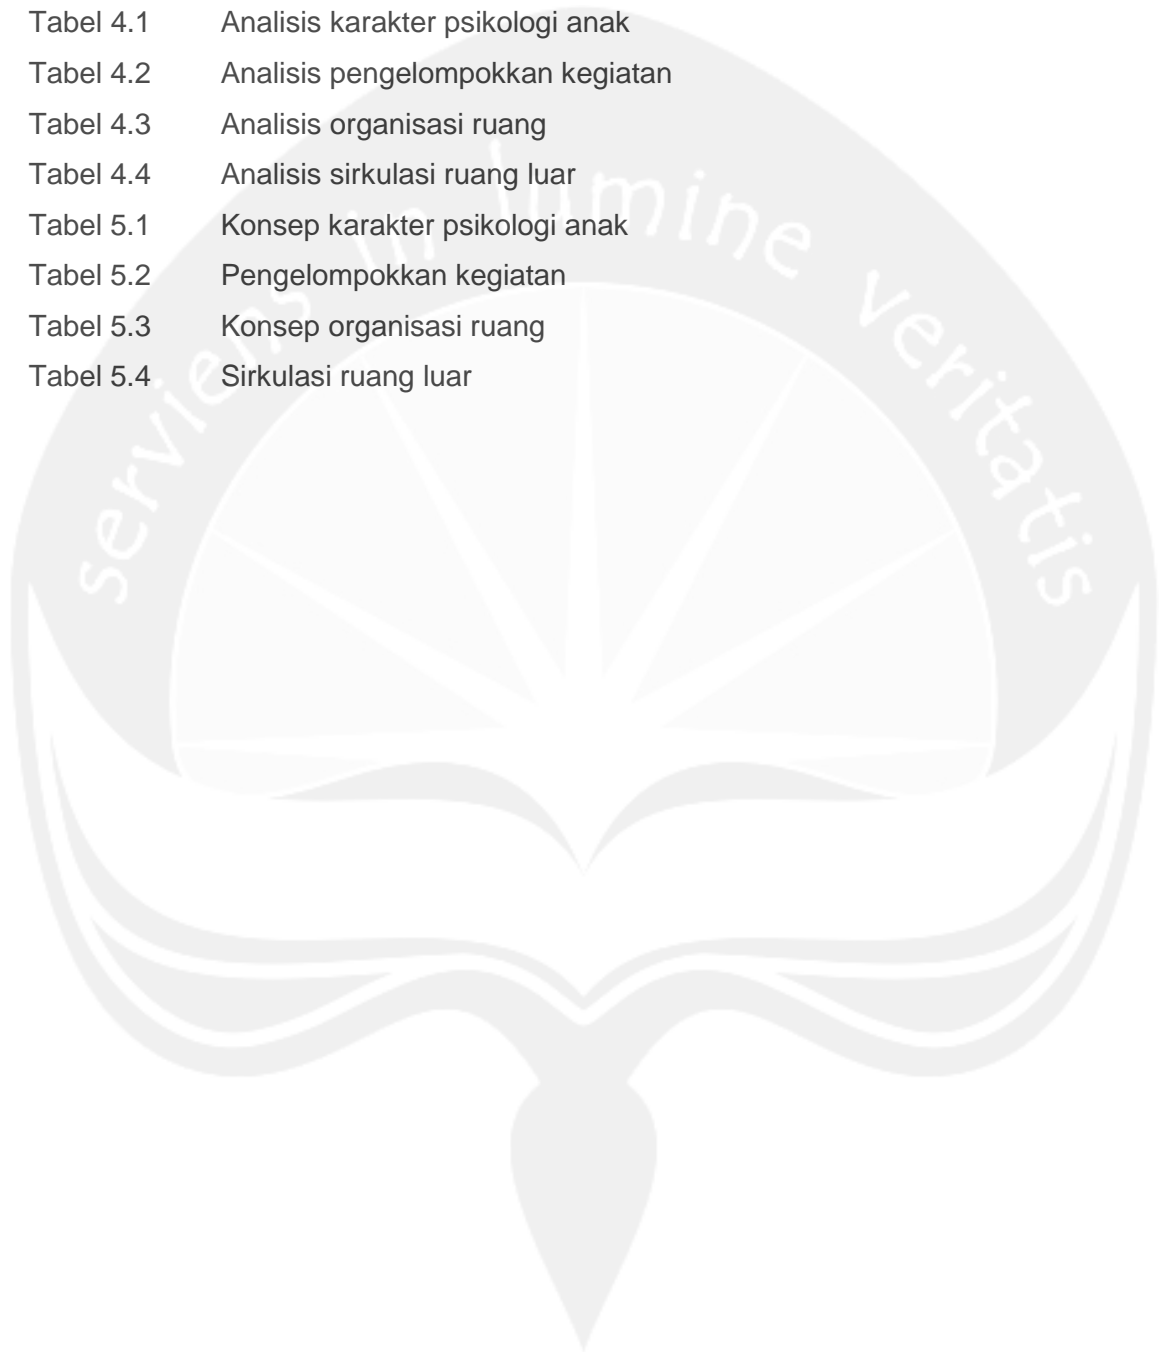 Tabel 4.1 Analisis karakter psikologi anak
Tabel 4.2 Analisis pengelompokkan kegiatan
Tabel 4.3 Analisis organisasi ruang
Tabel 4.4 Analisis sirkulasi ruang luar
Tabel 5.1 Konsep karakter psikologi anak
Tabel 5.2 Pengelompokkan kegiatan
Tabel 5.3 Konsep organisasi ruang
Tabel 5.4 Sirkulasi ruang luar
serviens in lumine veritatis